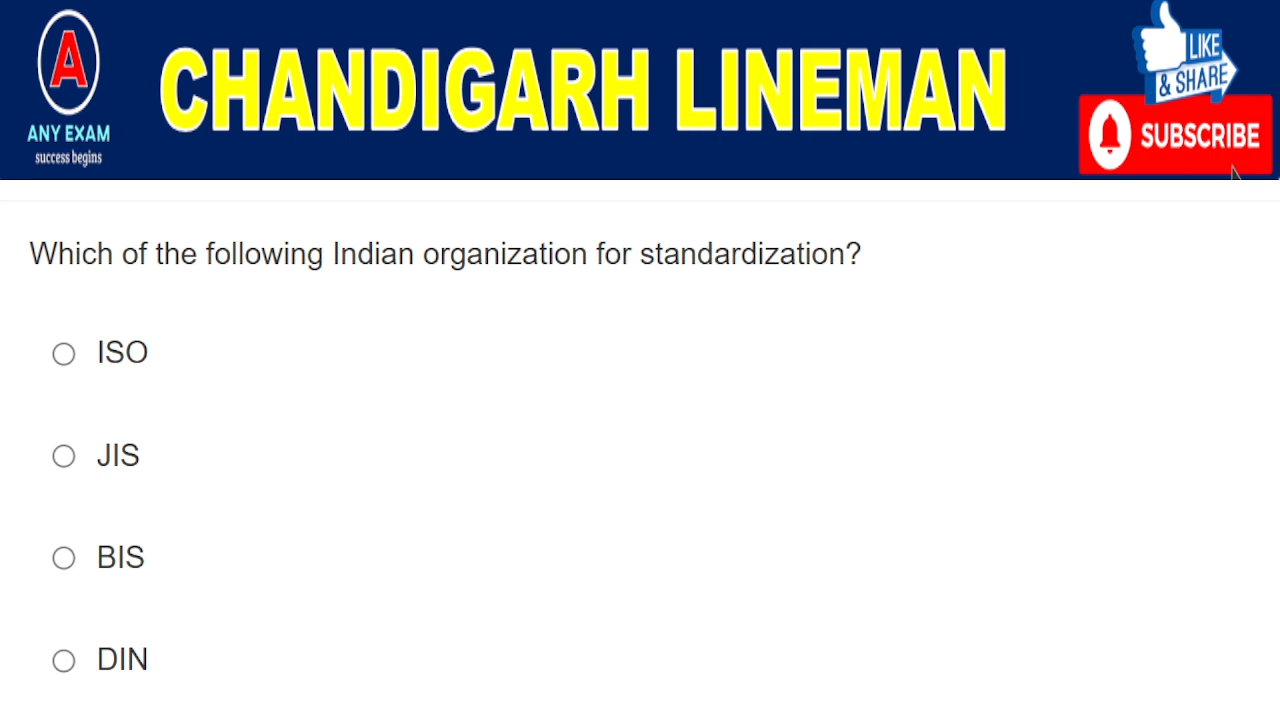 A
ANY EXAM
success begins
CHANDIGARH LINEMAN
LIKE
& SHARE
SUBSCRIBE
Which of the following Indian organization for standardization?
ISO
JIS
BIS
DIN